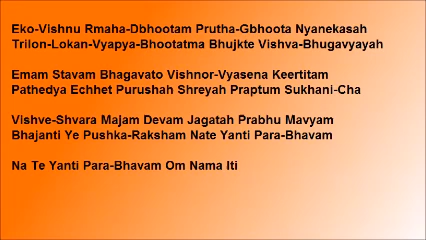 Eko-Vishnu Rmaha-Dbhootam Prutha-Gbhoota Nyanekasah
Trilon-Lokan-Vyapya-Bhootatma Bhujkte Vishva-Bhugavyayah
Emam Stavam Bhagavato Vishnor-Vyasena Keertitam
Pathedya Echhet Purushah Shreyah Praptum Sukhani-Cha
Vishve-Shvara Majam Devam Jagatah Prabhu Mavyam
Bhajanti Ye Pushka-Raksham Nate Yanti Para-Bhavam
Na Te Yanti Para-Bhavam Om Nama Iti